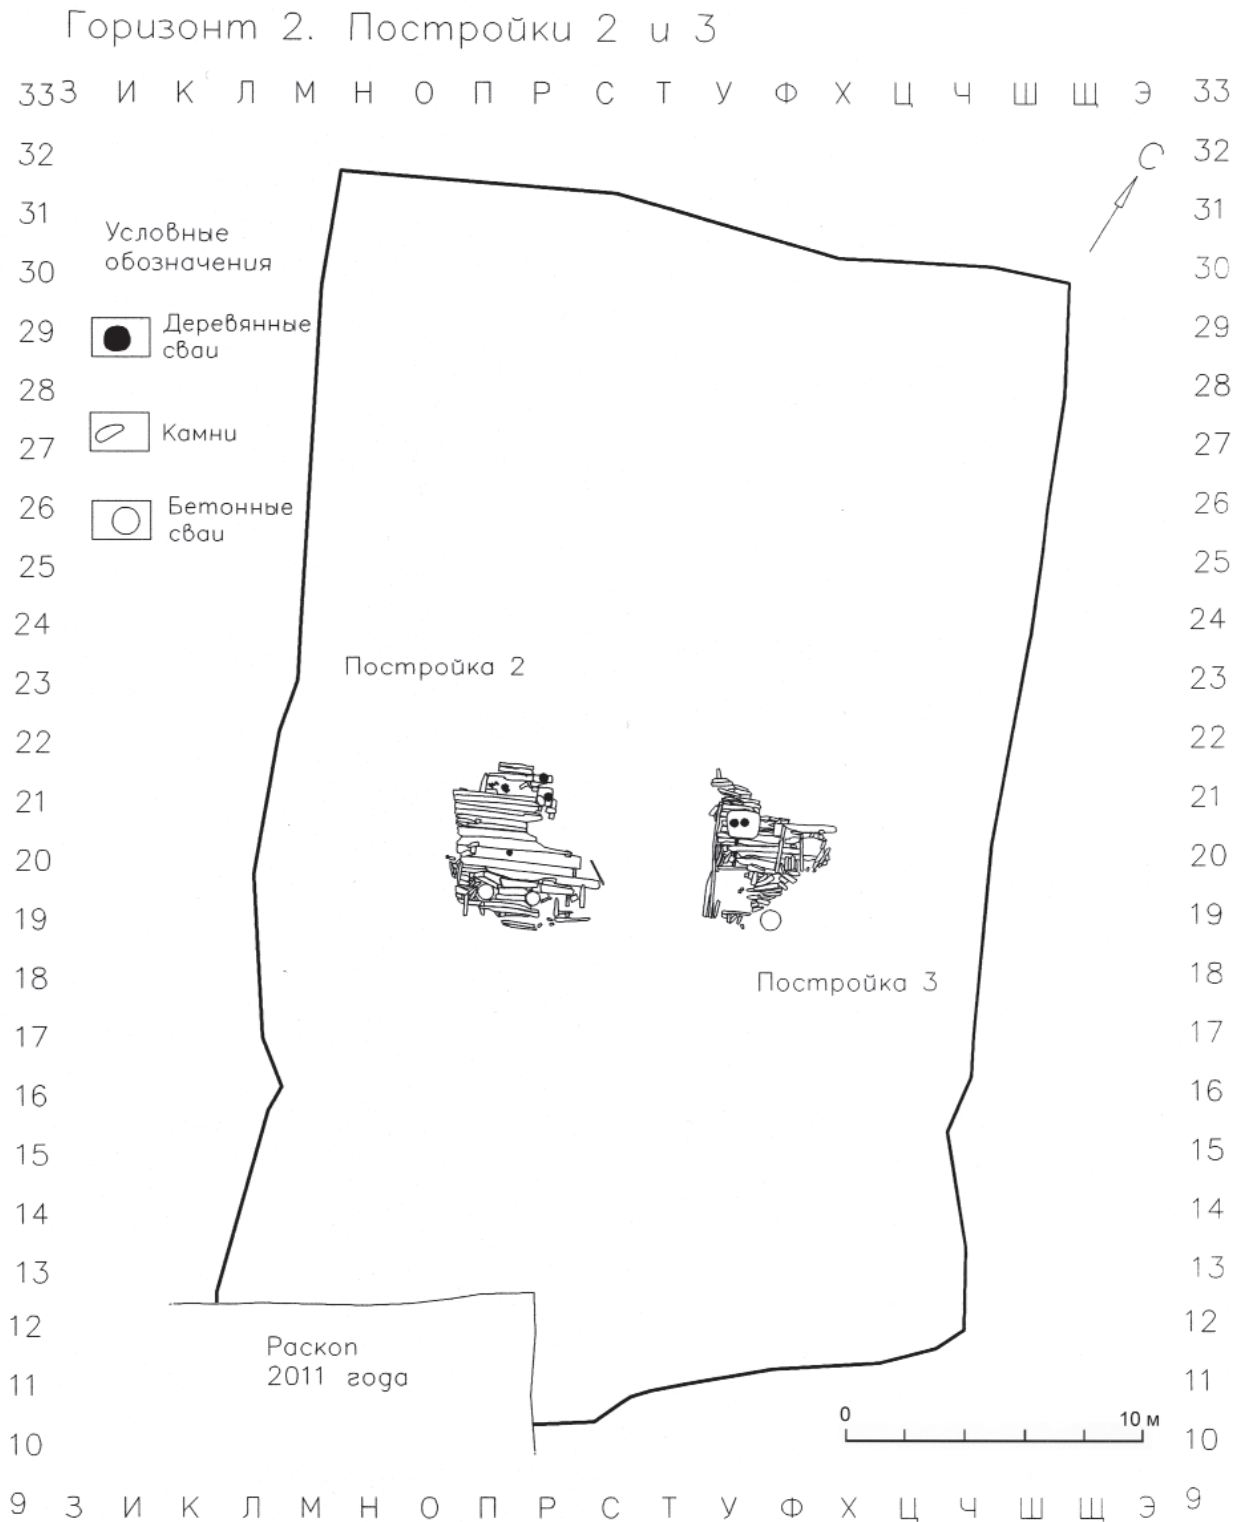 Горизонт 2. Постройки 2 и 3
33 З И К Л М Н О П Р С Т У Ф Х Ц Ч Ш Щ Э 33
32 32
С
31 31
Условные
обозначения
30 30
29 Деревянные 29
сваи
28 28
Камни
27 27
26 Бетонные 26
сваи
25 25
24 24
Постройка 2
23 23
22 22
21 21
20 20
19 19
18 Постройка 3 18
17 17
16 16
15 15
14 14
13 13
12 12
Раскоп
2011 года
11 11
0 10 м
10 10
9 З И К Л М Н О П Р С Т У Ф Х Ц Ч Ш Щ Э 9